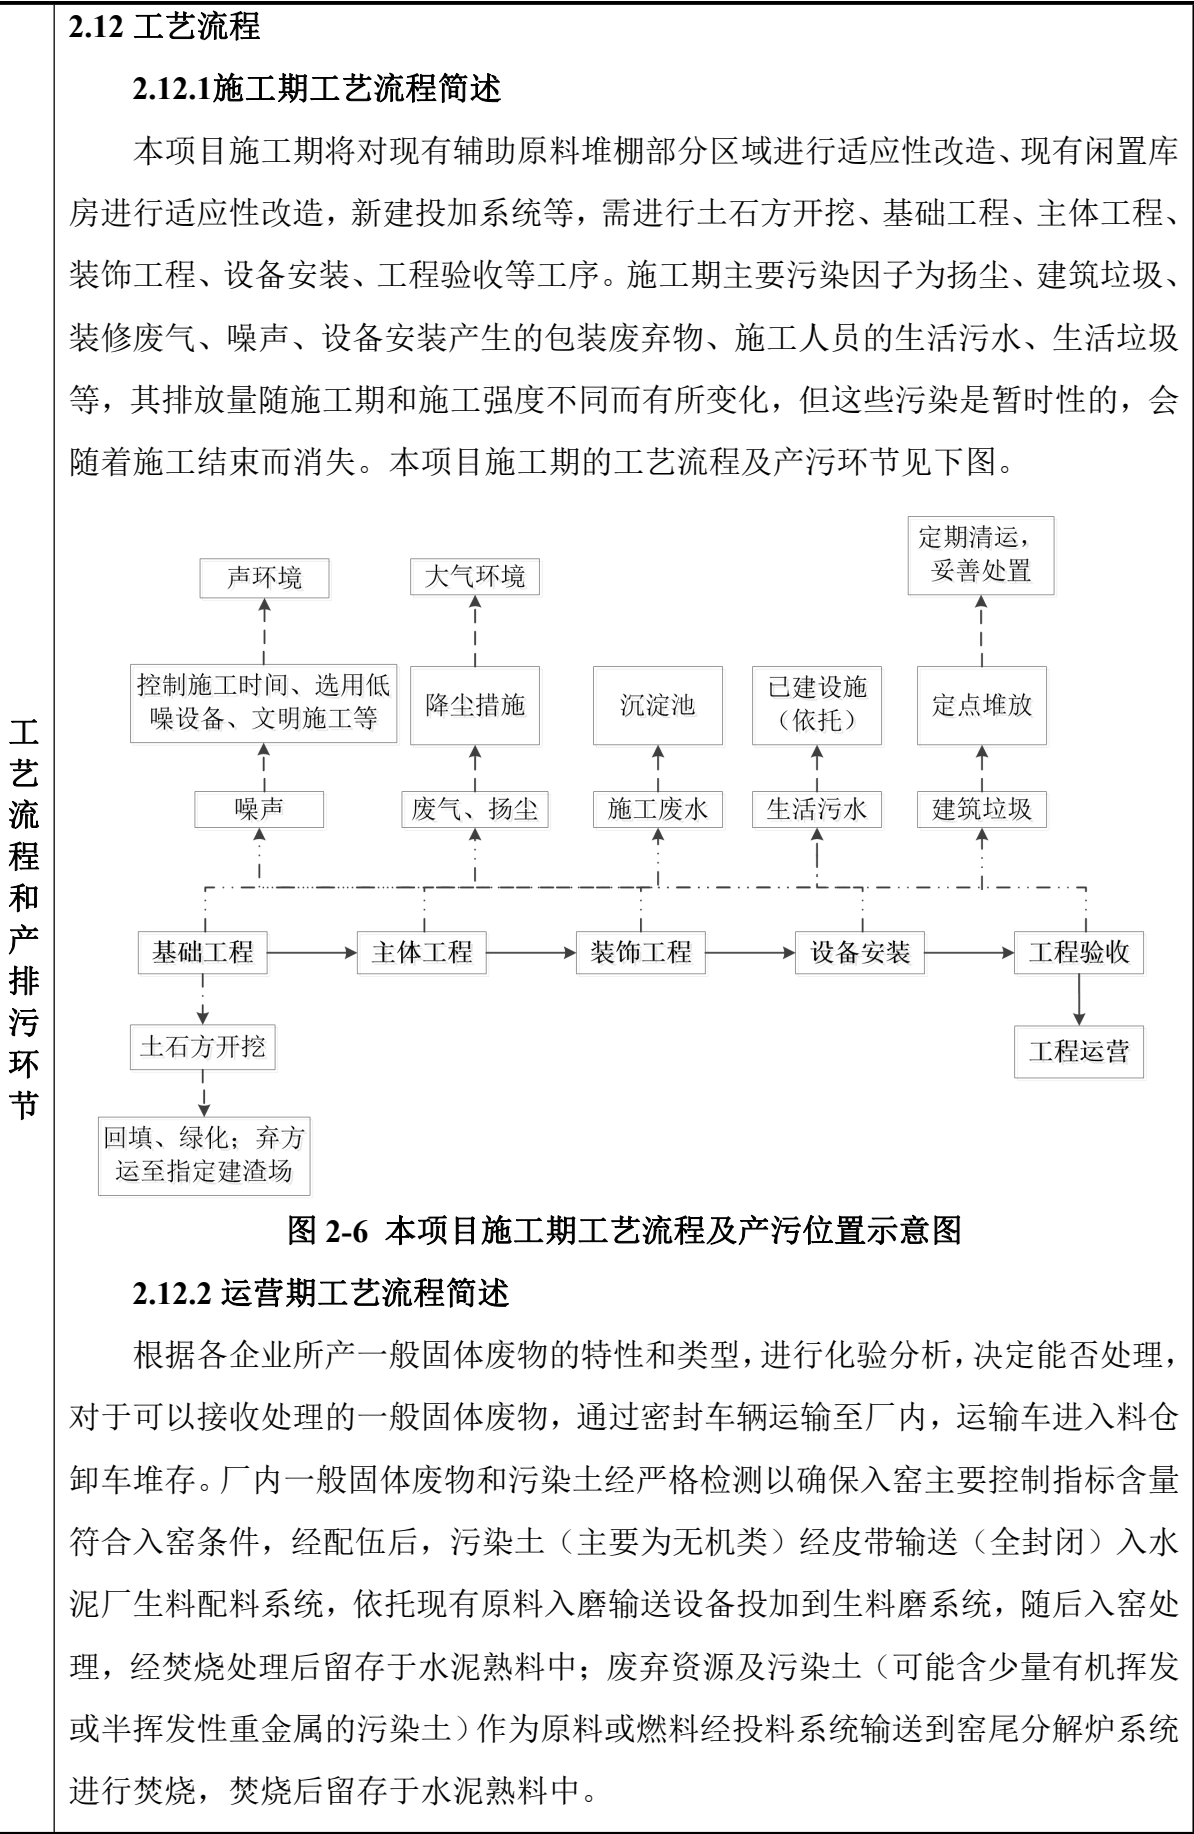 工
艺
流
程
和
产
排
污
环
节
2.12 工艺流程
2.12.1施工期工艺流程简述
本项目施工期将对现有辅助原料堆棚部分区域进行适应性改造、现有闲置库
房进行适应性改造，新建投加系统等，需进行土石方开挖、基础工程、主体工程、
装饰工程、设备安装、工程验收等工序。施工期主要污染因子为扬尘、建筑垃圾、
装修废气、噪声、设备安装产生的包装废弃物、施工人员的生活污水、生活垃圾
等，其排放量随施工期和施工强度不同而有所变化，但这些污染是暂时性的，会
随着施工结束而消失。本项目施工期的工艺流程及产污环节见下图。
声环境
大气环境
定期清运，
妥善处置
控制施工时间、选用低
噪设备、文明施工等
降尘措施
沉淀池
已建设施
（依托）
定点堆放
噪声
废气、扬尘
施工废水
生活污水
建筑垃圾
基础工程
主体工程
装饰工程
设备安装
工程验收
土石方开挖
工程运营
回填、绿化；弃方
运至指定建渣场
图 2-6 本项目施工期工艺流程及产污位置示意图
2.12.2 运营期工艺流程简述
根据各企业所产一般固体废物的特性和类型，进行化验分析，决定能否处理，
对于可以接收处理的一般固体废物，通过密封车辆运输至厂内，运输车进入料仓
卸车堆存。厂内一般固体废物和污染土经严格检测以确保入窑主要控制指标含量
符合入窑条件，经配伍后，污染土（主要为无机类）经皮带输送（全封闭）入水
泥厂生料配料系统，依托现有原料入磨输送设备投加到生料磨系统，随后入窑处
理，经焚烧处理后留存于水泥熟料中；废弃资源及污染土（可能含少量有机挥发
或半挥发性重金属的污染土）作为原料或燃料经投料系统输送到窑尾分解炉系统
进行焚烧，焚烧后留存于水泥熟料中。